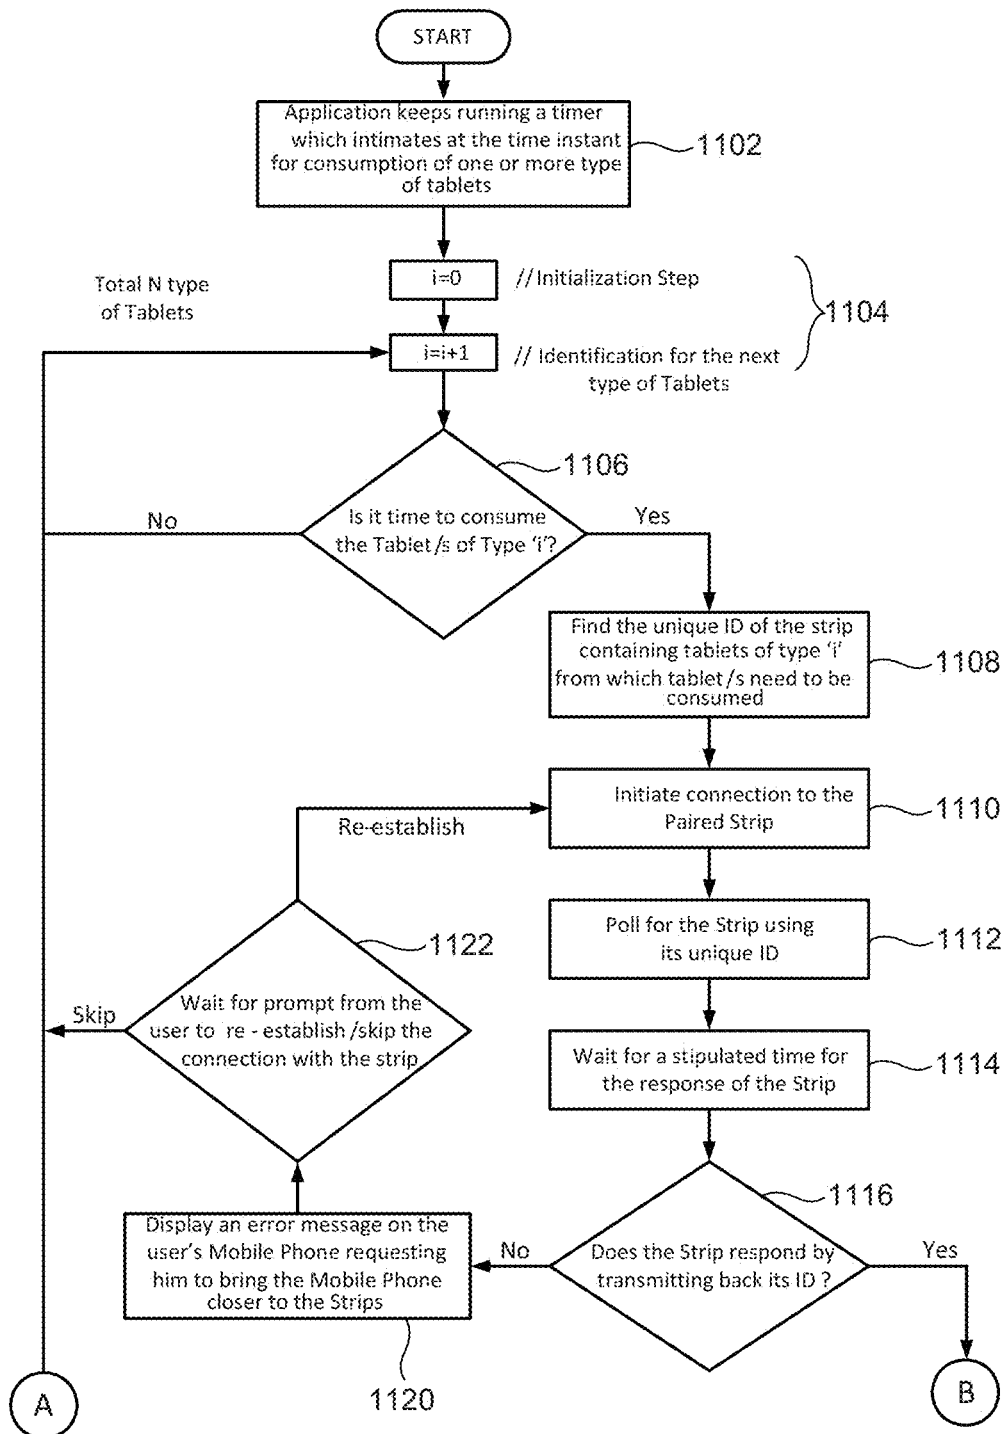 START
Application keeps running a timer
which intimates at the time instant
for consumption of one or more type
of tablets
1102
i=0
// Initialization Step
Total N type
of Tablets
1104
i=i+1
// Identification for the next
type of Tablets
1106
Is it time to consume
the Tablet/s of Type 'i'?
No
Yes
Find the unique ID of the strip
containing tablets of type 'i'
from which tablet/s need to be
consumed
1108
Initiate connection to the
Paired Strip
1110
Re-establish
Poll for the Strip using
its unique ID
1112
1122
Wait for prompt from the
user to re - establish/skip the
connection with the strip
Skip
Wait for a stipulated time for
the response of the Strip
1114
1116
Does the Strip respond by
transmitting back its ID ?
No
Yes
Display an error message on the
user's Mobile Phone requesting
him to bring the Mobile Phone
closer to the Strips
1120
A
B